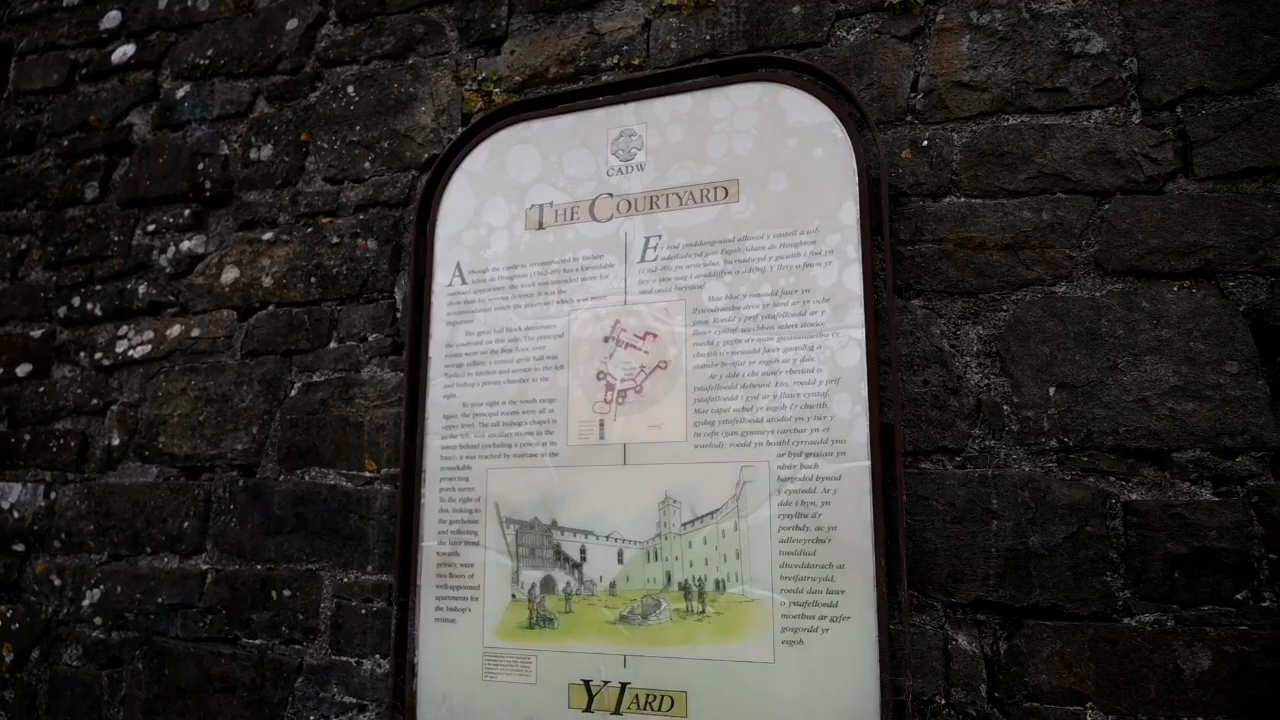 CADW
THE COURTYARD
Although the castle as reconstructed by Bishop
Adam de Houghton (1362-89) has a formidable
outward appearance, the work was intended more for
show than for serious defence. It was the
accommodation inside the courtyard which was more
important.
The great hall block dominates
the courtyard on this side. The principal
rooms were on the first floor, over
storage cellars; a central great hall was
flanked by kitchen and service to the left
and bishop's private chamber to the
right.
To your right is the south range.
Again, the principal rooms were all at
upper level. The tall bishop's chapel is
to the left, was ancillary rooms in the
tower behind (including a prison at its
base); it was reached by staircase in the
remarkable
projecting
porch turret.
To the right of
this, linking to
the gatehouse,
and reflecting
the later trend
towards
privacy, were
two floors of
well-appointed
apartments for
the bishop's
retinue.
Er bod ymddangosiad allanol y castell a ail-
adeiladwyd gan Esgob Adam de Houghton
(1362-89) yn arswydus, bwriadwyd y gwaith i fod yn
fwy o sioe nag i amddiffyn o ddifrif. Y llety o fewn yr
iard oedd bwysicaf.
Mae bloc y neuadd fawr yn
llywodraethu dros yr iard ar yr ochr
yma. Roedd y prif ystafelloedd ar y
llawr cyntaf, uwchben seleri storio;
roedd y gegin a'r man gwasanaethu i'r
chwith a'r neuadd fawr ganolog a
siambr breifat yr esgob ar y dde.
Ar y dde i chi mae'r rhestiad o
ystafelloedd deheuol. Eto, roedd y prif
ystafelloedd i gyd ar y llawr cyntaf.
Mae capel uchel yr esgob i'r chwith,
gydag ystafelloedd atodol yn y tŵr y
tu cefn (gan gynnwys carchar yn ei
waelod); roedd yn bosibl cyrraedd yno
ar hyd grisiau yn
nhŵr bach
bargodol hynod
y cyntedd. Ar y
dde i hyn, yn
cysylltu â'r
porthdy, ac yn
adlewyrchu'r
tueddiad
diweddarach at
breifatrwydd,
roedd dau lawr
o ystafelloedd
moethus ar gyfer
gosgordd yr
esgob.
Y IARD